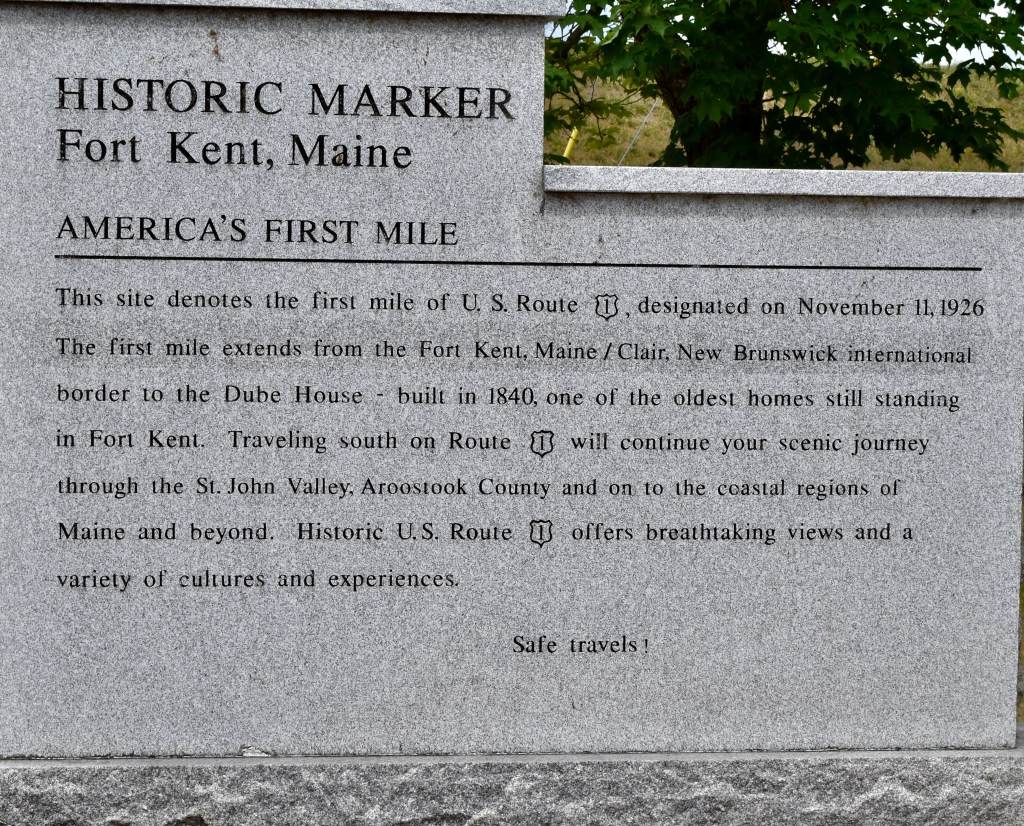 HISTORIC MARKER
Fort Kent, Maine
AMERICA'S FIRST MILE
This site denotes the first mile of U. S. Route 1, designated on November 11, 1926
The first mile extends from the Fort Kent, Maine / Clair, New Brunswick international
border to the Dube House - built in 1840, one of the oldest homes still standing
in Fort Kent. Traveling south on Route 1 will continue your scenic journey
through the St. John Valley, Aroostook County and on to the coastal regions of
Maine and beyond. Historic U. S. Route 1 offers breathtaking views and a
variety of cultures and experiences.
Safe travels!